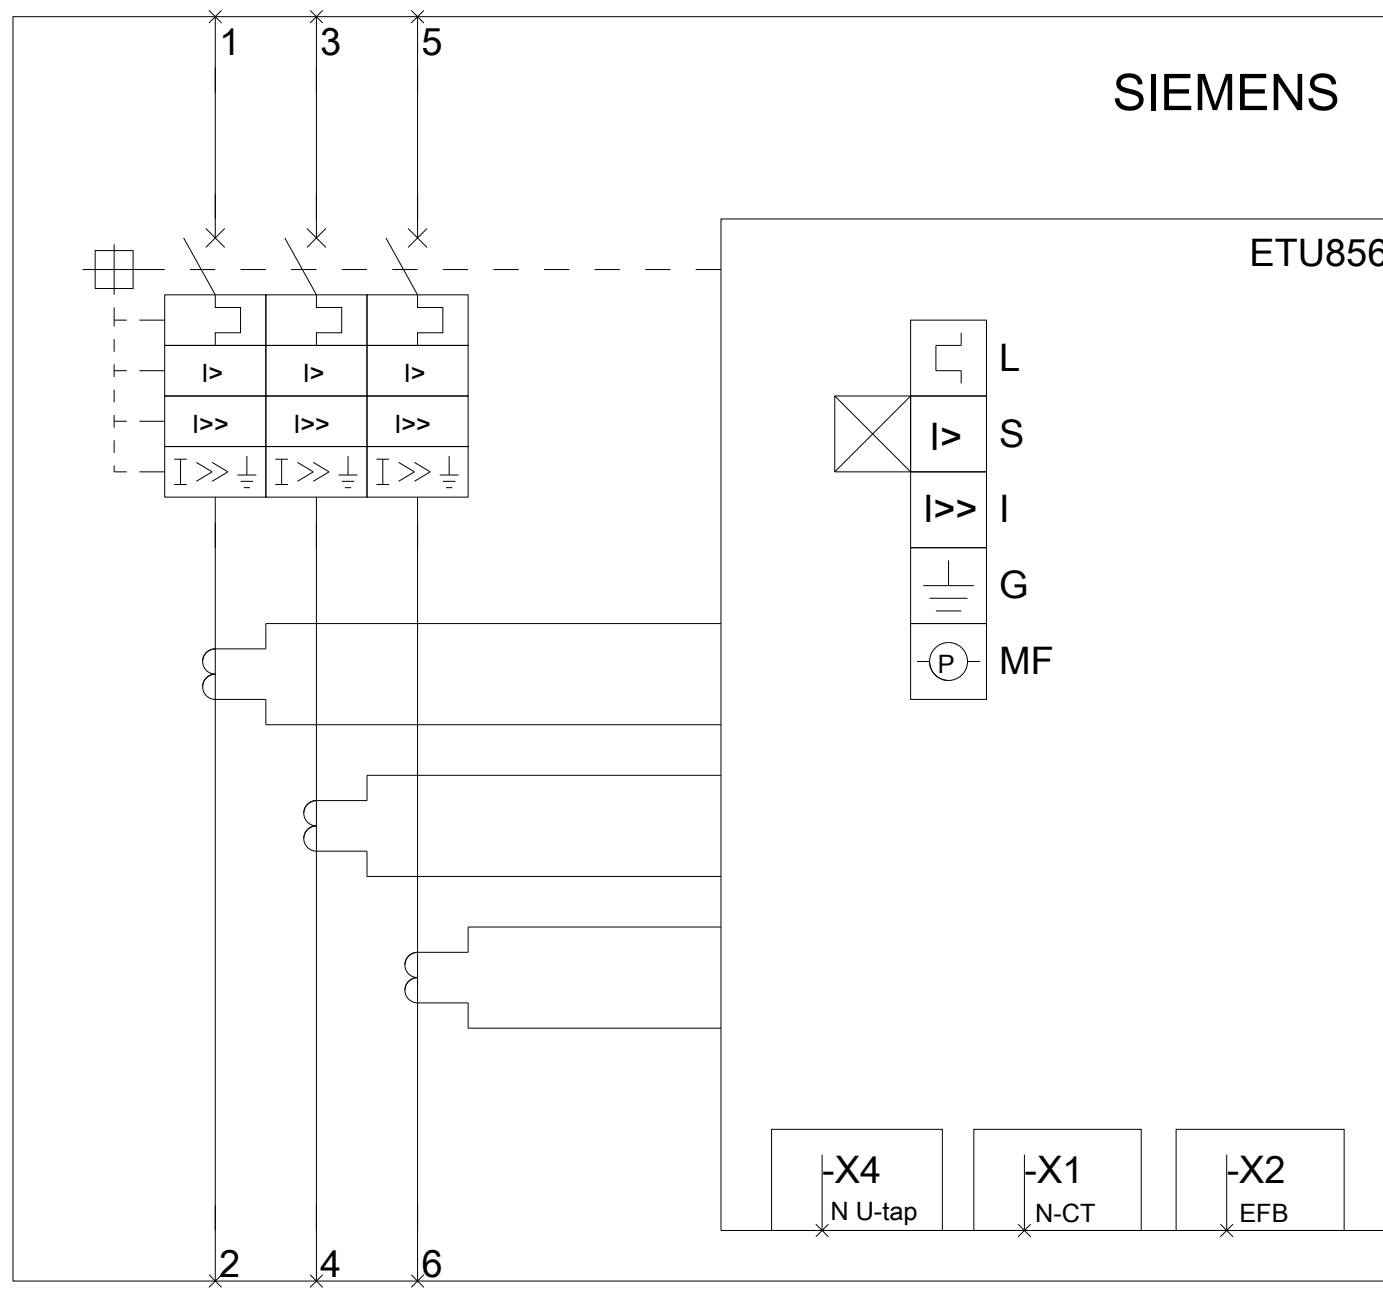 1 3 5
SIEMENS
ETU856
L
I> I> I>
I> S
I>> I>> I>>
I>> I
I>> I>> I>>
G
P MF
-X4 -X1 -X2
N U-tap N-CT EFB
2 4 6